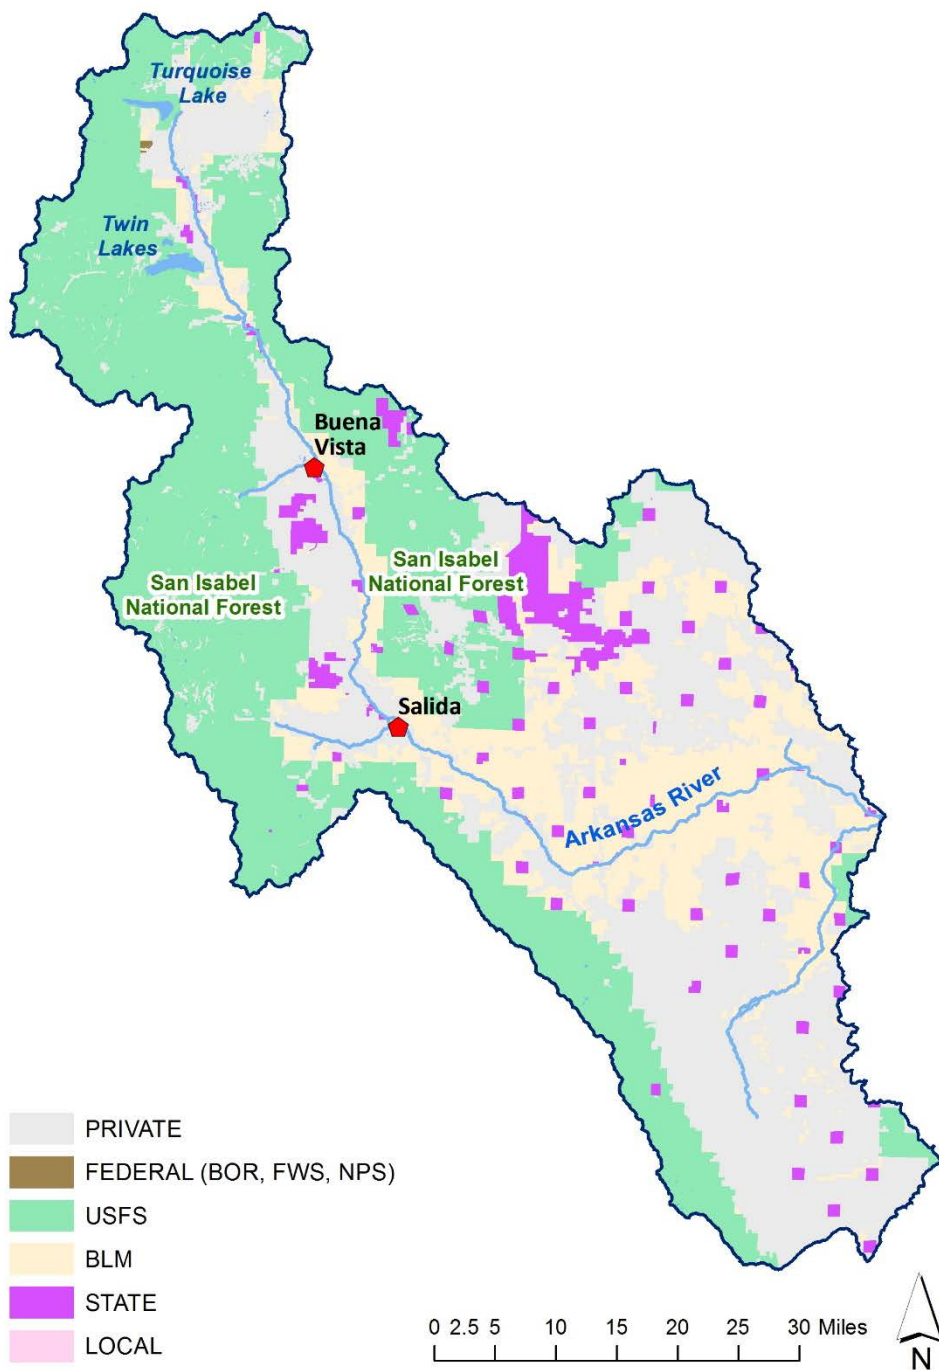 Turquoise
Lake
Twin
Lakes
Buena
Vista
San Isabel
National Forest
San Isabel
National Forest
Salida
Arkansas River
PRIVATE
FEDERAL (BOR, FWS, NPS)
USFS
BLM
STATE
LOCAL
0 2.5 5 10 15 20 25 30 Miles
N